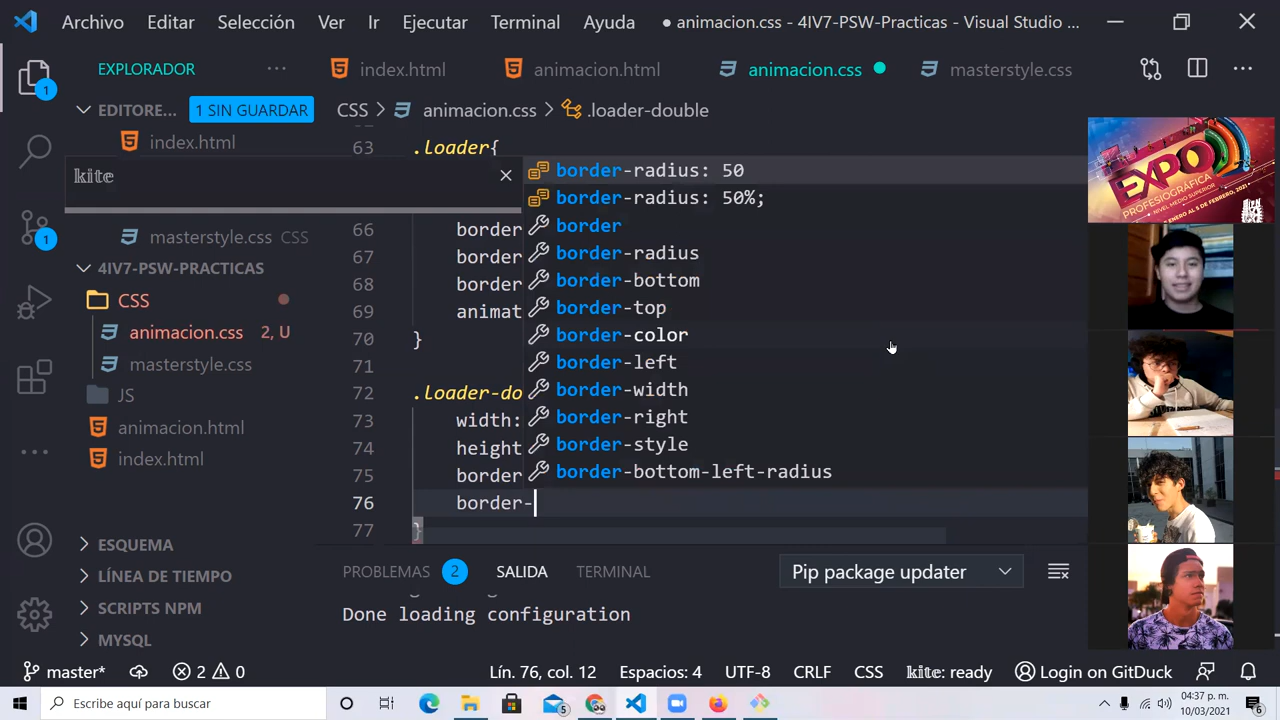 Archivo Editar Selección Ver Ir Ejecutar Terminal Ayuda ● animacion.css - 4IV7-PSW-Practicas - Visual Studio ...
EXPLORADOR ...
index.html animacion.html animacion.css masterstyle.css ...
EDITORE... 1 SIN GUARDAR
CSS > animacion.css > .loader-double
index.html
63 .loader{
kite
border-radius: 50
border-radius: 50%;
border
border-radius
border-bottom
border-top
border-color
border-left
border-width
border-right
border-style
border-bottom-left-radius
masterstyle.css CSS
4IV7-PSW-PRACTICAS
CSS
animacion.css 2, U
masterstyle.css
JS
animacion.html
index.html
66 border
67 border
68 border
69 animat
70 }
71
72 .loader-do
73 width:
74 height
75 border
76 border-
77 }
ESQUEMA
LÍNEA DE TIEMPO
SCRIPTS NPM
MYSQL
PROBLEMAS 2 SALIDA TERMINAL Pip package updater
Done loading configuration
master* 2 0 Lín. 76, col. 12 Espacios: 4 UTF-8 CRLF CSS kite: ready Login on GitDuck
Escribe aquí para buscar
04:37 p. m.
10/03/2021
1
1
5
6
EXPO
PROFESIOGRÁFICA
NIVEL MEDIO SUPERIOR